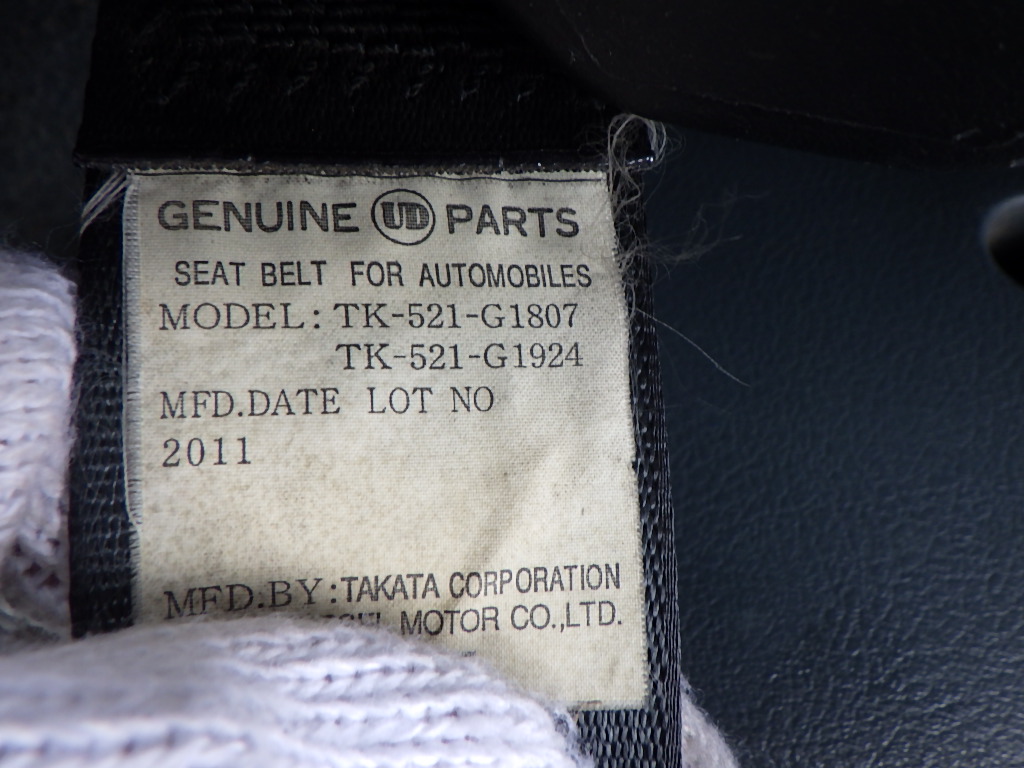 GENUINE UD PARTS
SEAT BELT FOR AUTOMOBILES
MODEL: TK-521-G1807
TK-521-G1924
MFD.DATE LOT NO
2011
MFD.BY:TAKATA CORPORATION
MOTOR CO.,LTD.